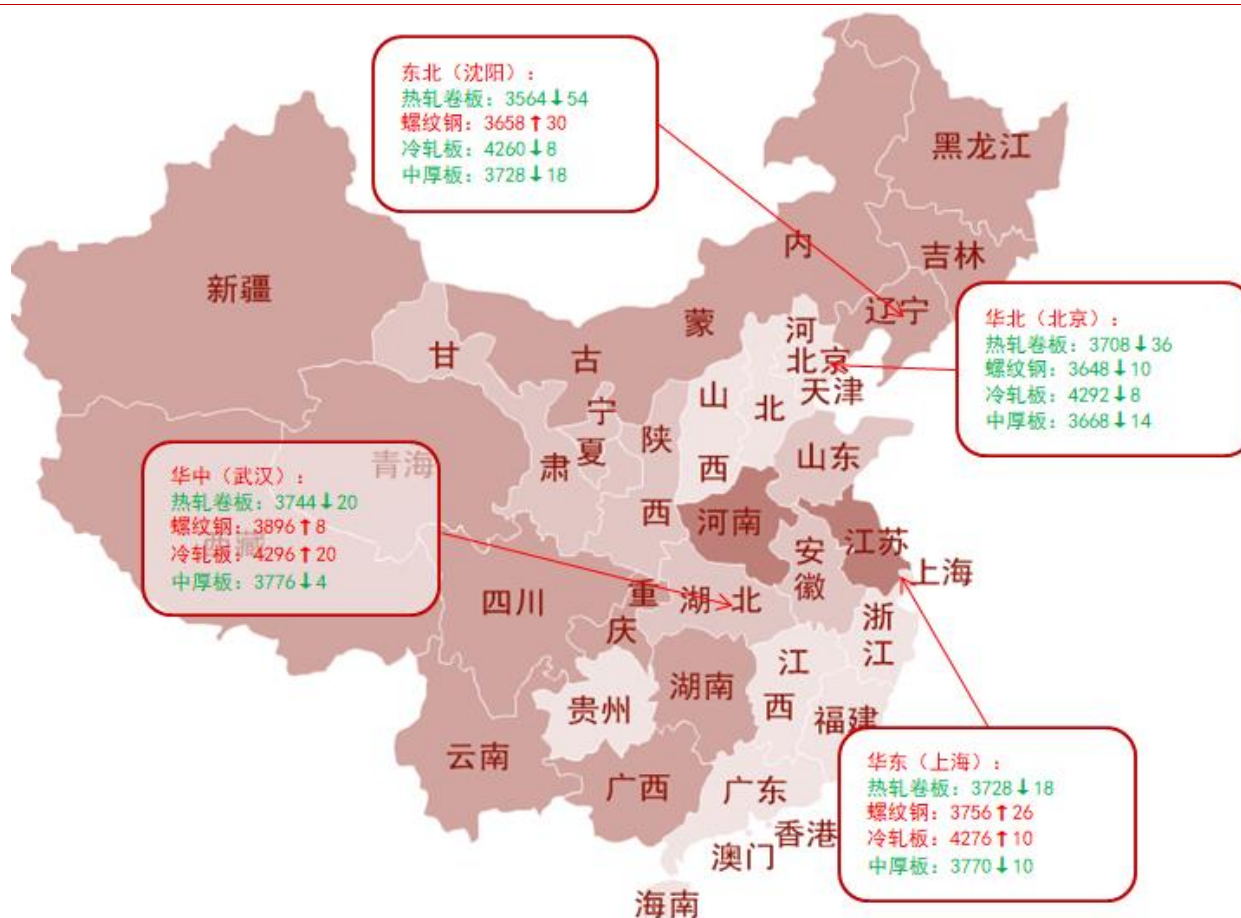 东北（沈阳）：
热轧卷板：3564↓54
螺纹钢：3658↑30
冷轧板：4260↓8
中厚板：3728↓18
黑龙江
内
吉林
新疆
辽宁
蒙
华北（北京）：
热轧卷板：3708↓36
螺纹钢：3648↓10
冷轧板：4292↓8
中厚板：3668↓14
河
甘
古
北京
天津
山
北
宁
陕
夏
山东
青海
肃
西
华中（武汉）：
热轧卷板：3744↓20
螺纹钢：3896↑8
冷轧板：4296↑20
中厚板：3776↓4
西
河南
江苏
西藏
安
徽
上海
四川
重
湖
北
浙
庆
江
江
湖南
贵州
西
福建
云南
华东（上海）：
热轧卷板：3728↓18
螺纹钢：3756↑26
冷轧板：4276↑10
中厚板：3770↓10
广西
广东
香港
澳门
海南